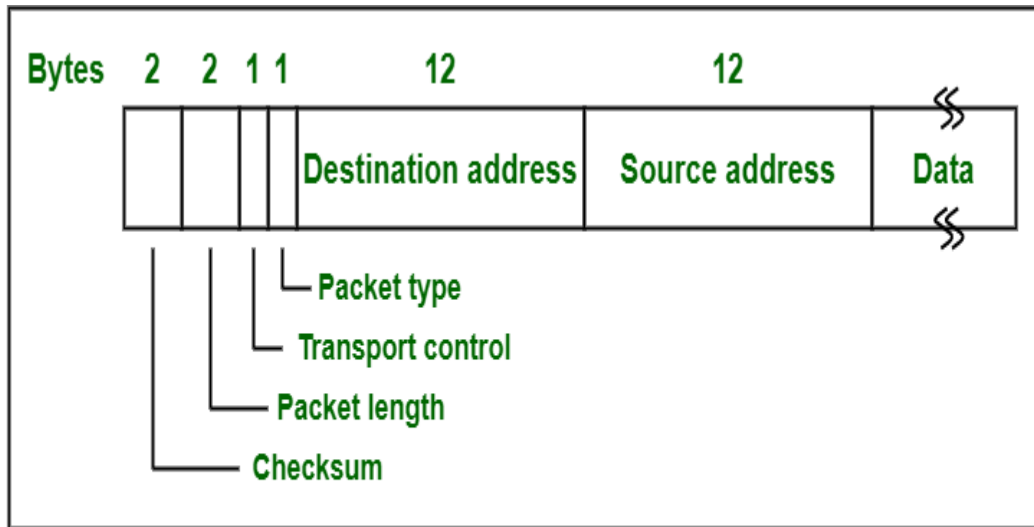 Bytes 2 2 1 1 12 12
Destination address Source address Data
Packet type
Transport control
Packet length
Checksum